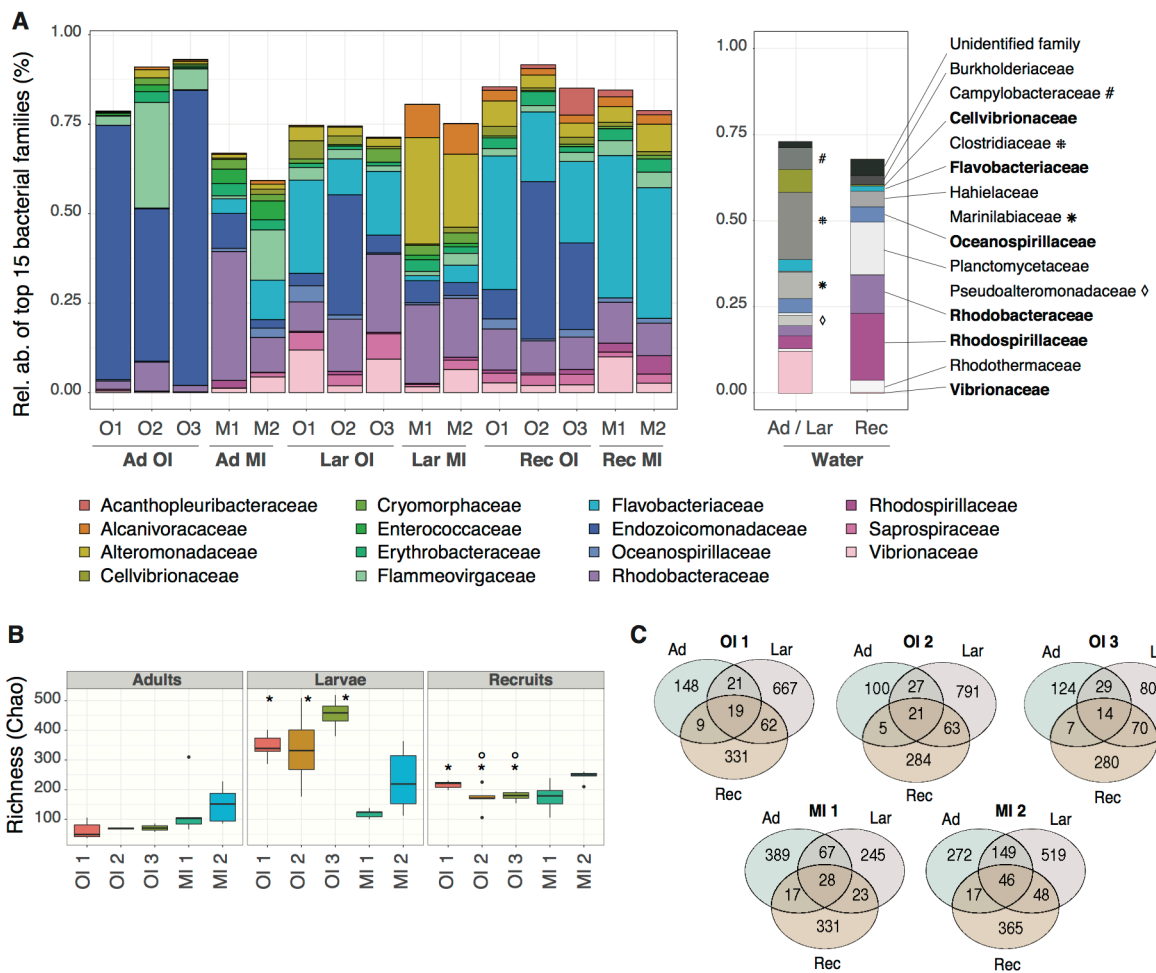 A
Rel. ab. of top 15 bacterial families (%)
1.00
0.75
0.50
0.25
0.00
O1 O2 O3 M1 M2 O1 O2 O3 M1 M2 O1 O2 O3 M1 M2
Ad OI Ad MI Lar OI Lar MI Rec OI Rec MI
1.00
0.75
0.50
0.25
0.00
#
⁜
✱
◊
Ad / Lar Rec
Water
Unidentified family
Burkholderiaceae
Campylobacteraceae #
Cellvibrionaceae
Clostridiaceae ⁜
Flavobacteriaceae
Hahielaceae
Marinilabiaceae ✱
Oceanospirillaceae
Planctomycetaceae
Pseudoalteromonadaceae ◊
Rhodobacteraceae
Rhodospirillaceae
Rhodothermaceae
Vibrionaceae
Acanthopleuribacteraceae
Alcanivoracaceae
Alteromonadaceae
Cellvibrionaceae
Cryomorphaceae
Enterococcaceae
Erythrobacteraceae
Flammeovirgaceae
Flavobacteriaceae
Endozoicomonadaceae
Oceanospirillaceae
Rhodobacteraceae
Rhodospirillaceae
Saprospiraceae
Vibrionaceae
B
Richness (Chao)
500
400
300
200
100
Adults Larvae Recruits
* * *
o o
* * *
OI 1 OI 2 OI 3 MI 1 MI 2 OI 1 OI 2 OI 3 MI 1 MI 2 OI 1 OI 2 OI 3 MI 1 MI 2
C
OI 1
Ad Lar
148 21 667
19
9 62
331
Rec
OI 2
Ad Lar
100 27 791
21
5 63
284
Rec
OI 3
Ad L
124 29 80
14
7 70
280
Rec
MI 1
Ad Lar
389 67 245
28
17 23
331
Rec
MI 2
Ad Lar
272 149 519
46
17 48
365
Rec